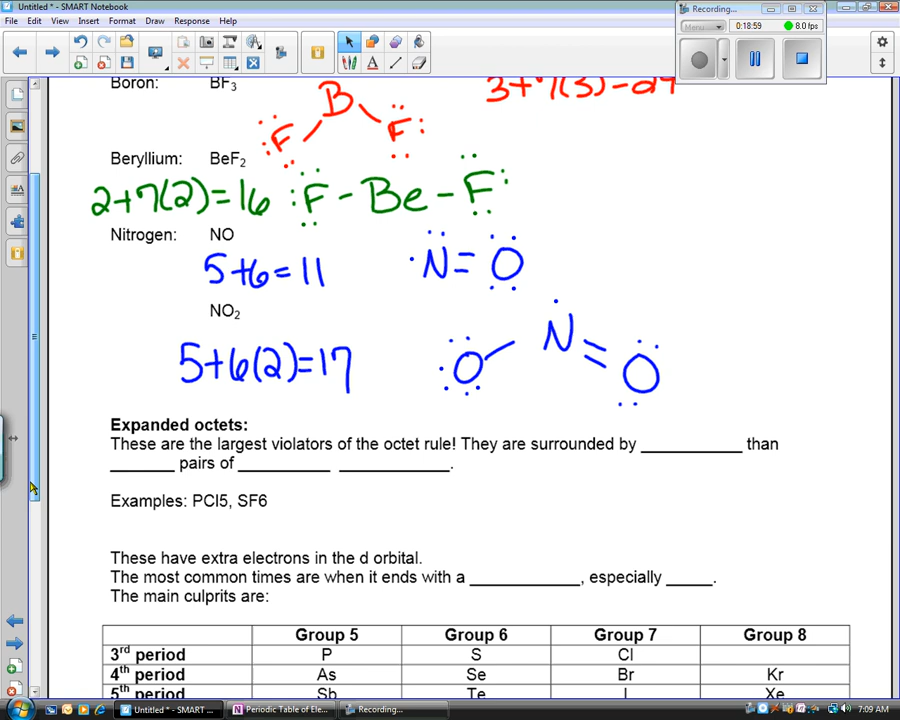 Untitled * - SMART Notebook
Recording...
File Edit View Insert Format Draw Response Help
Menu
0:18:59
8.0 fps
Boron: BF3
B
F F
Beryllium: BeF2
2+7(2)=16 :F-Be-F:
Nitrogen: NO
5+6=11 N=O
NO2
5+6(2)=17
N
O O
Expanded octets:
These are the largest violators of the octet rule! They are surrounded by ___________ than
_______ pairs of __________ ____________.
Examples: PCl5, SF6
These have extra electrons in the d orbital.
The most common times are when it ends with a ____________, especially _____.
The main culprits are:
Group 5 Group 6 Group 7 Group 8
3rd period P S Cl
4th period As Se Br Kr
5th period Sb Te I Xe
Untitled * - SMART ...
Periodic Table of Ele...
Recording...
7:09 AM